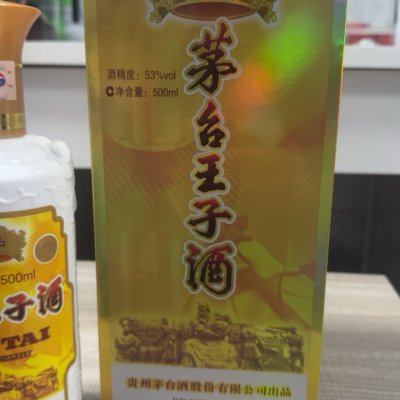 酒精度：53%vol
净含量：500ml
茅台王子酒
贵州茅台酒股份有限公司出品
500ml
子酒
TAI